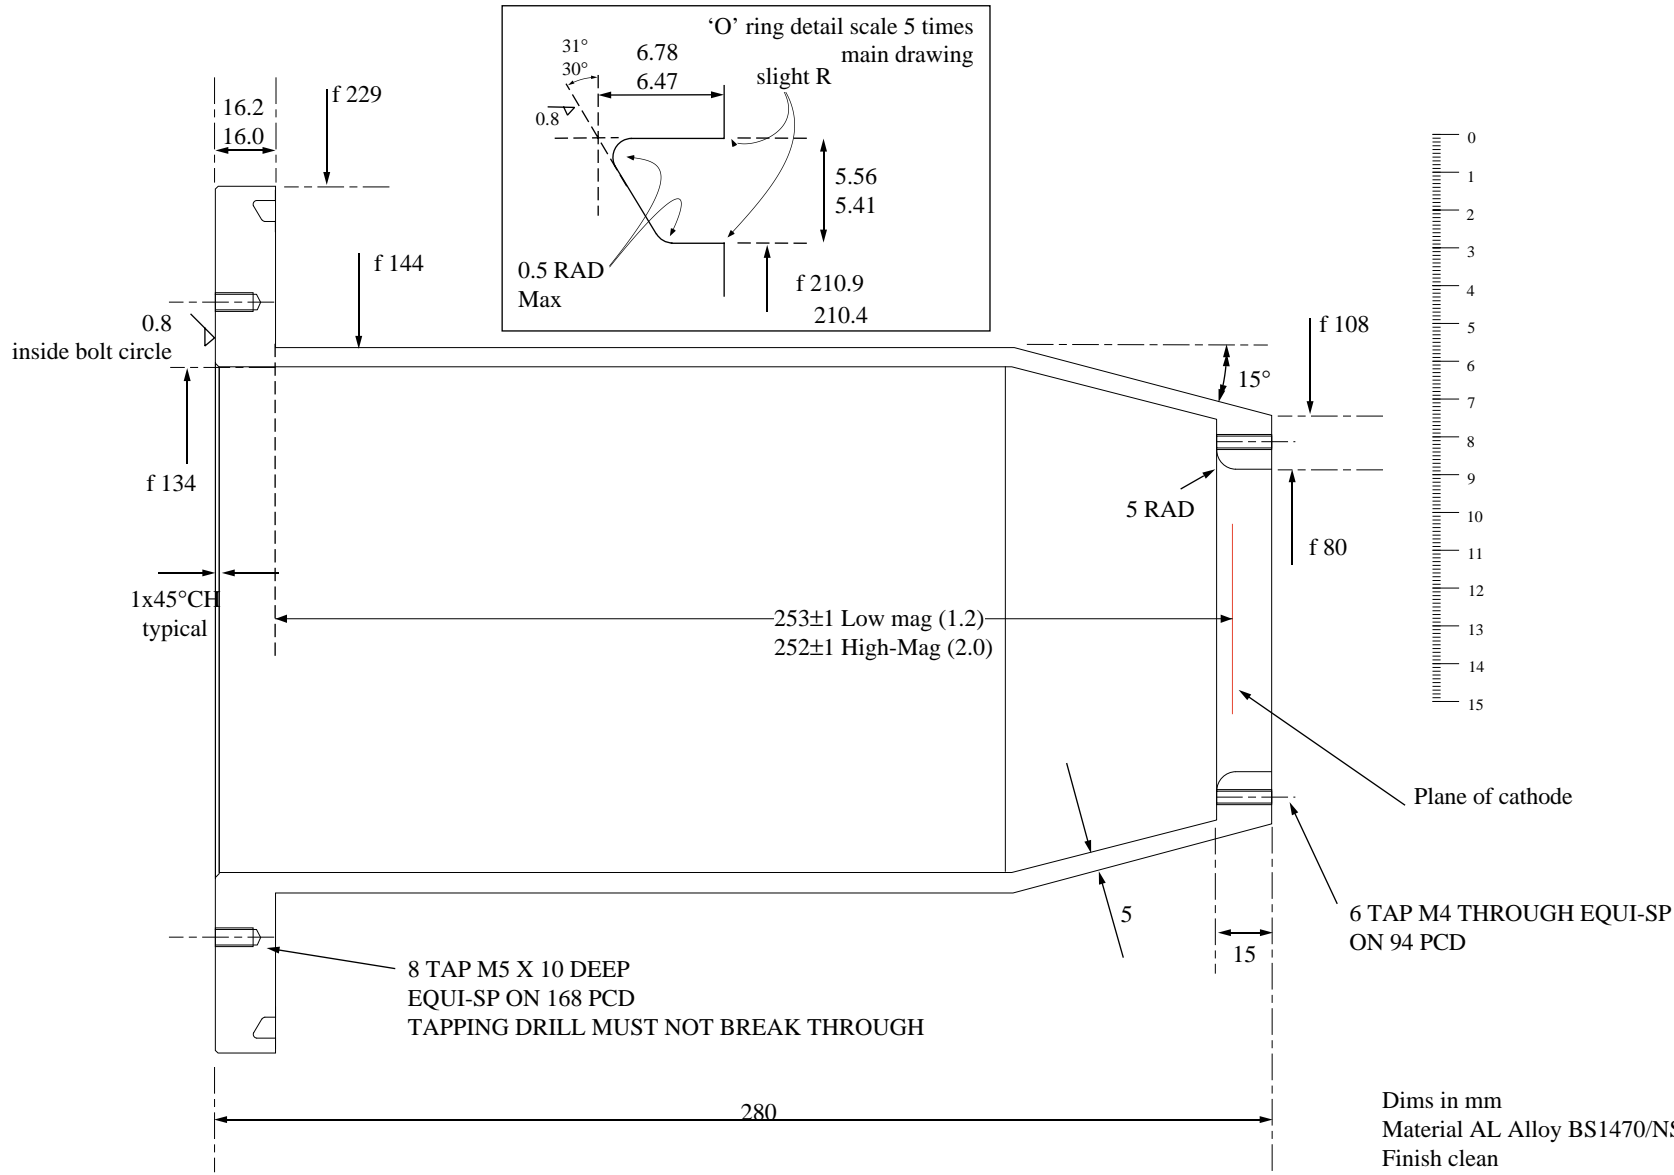 ‘O’ ring detail scale 5 times
main drawing
31°
30°
6.78
6.47
slight R
0.8
5.56
5.41
0.5 RAD
Max
f 210.9
210.4
16.2
16.0
f 229
f 144
0.8
inside bolt circle
f 134
f 108
15°
5 RAD
f 80
1x45°CH
typical
253±1 Low mag (1.2)
252±1 High-Mag (2.0)
0
1
2
3
4
5
6
7
8
9
10
11
12
13
14
15
Plane of cathode
5
15
6 TAP M4 THROUGH EQUI-SP
ON 94 PCD
8 TAP M5 X 10 DEEP
EQUI-SP ON 168 PCD
TAPPING DRILL MUST NOT BREAK THROUGH
280
Dims in mm
Material AL Alloy BS1470/NS
Finish clean